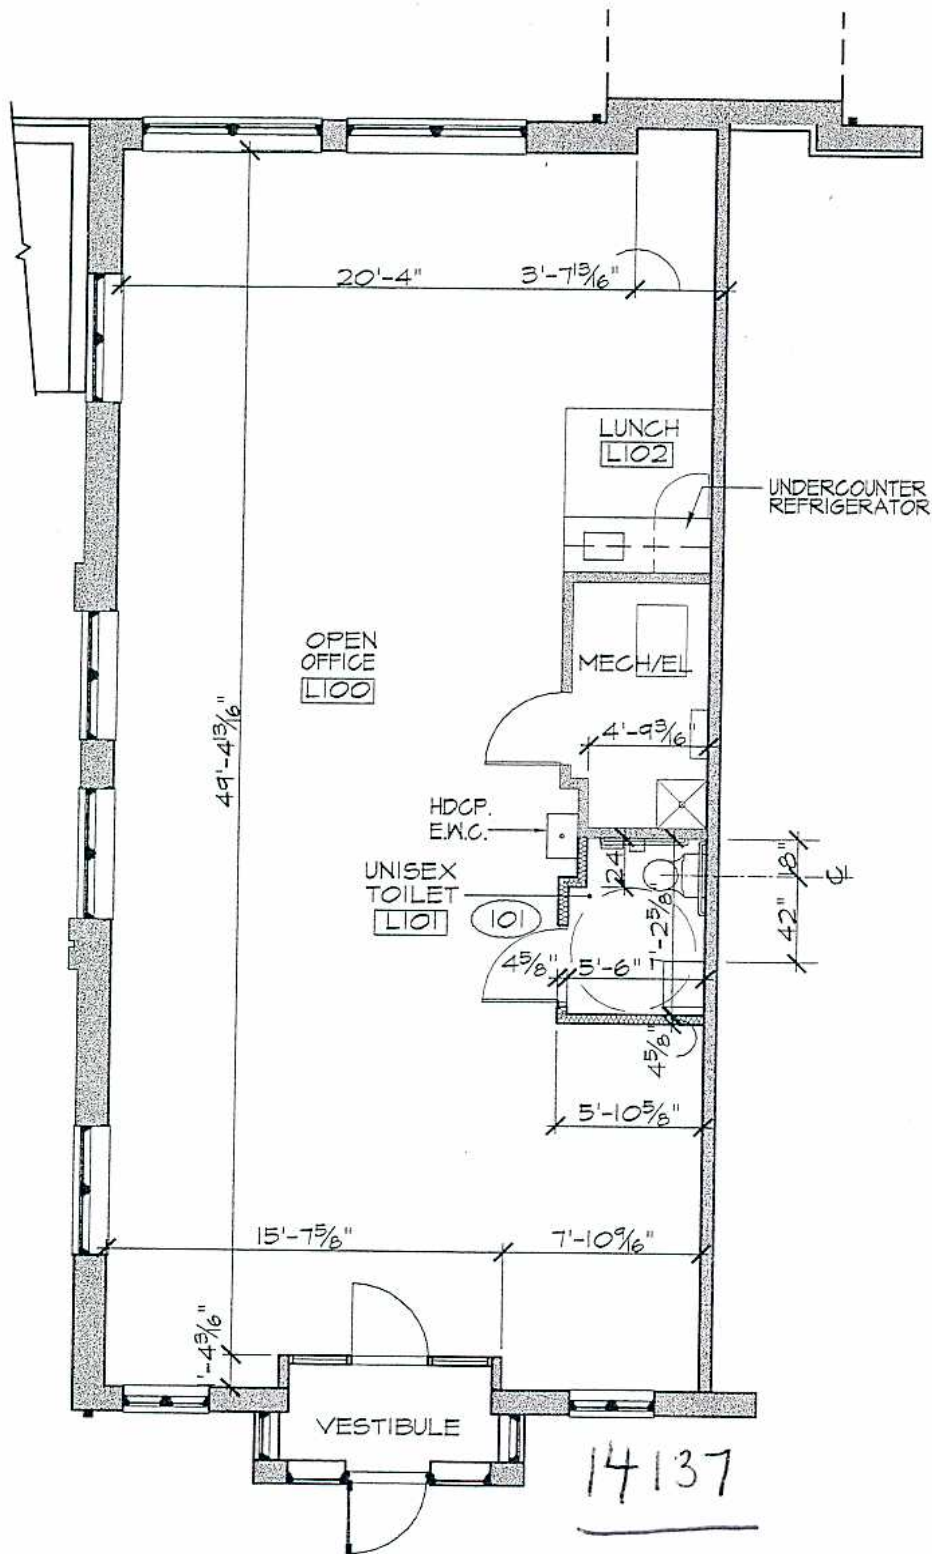 20'-4"
3'-7 13/16"
LUNCH
L102
UNDERCOUNTER
REFRIGERATOR
OPEN
OFFICE
L100
MECH/EL
49'-4 13/16"
4'-9 3/16"
HDCP.
E.W.C.
UNISEX
TOILET
L101
101
24
18"
42"
7'-2 5/8"
4 5/8"
5'-6"
4 5/8"
5'-10 5/8"
15'-7 5/8"
7'-10 9/16"
1'-4 3/16"
VESTIBULE
14137